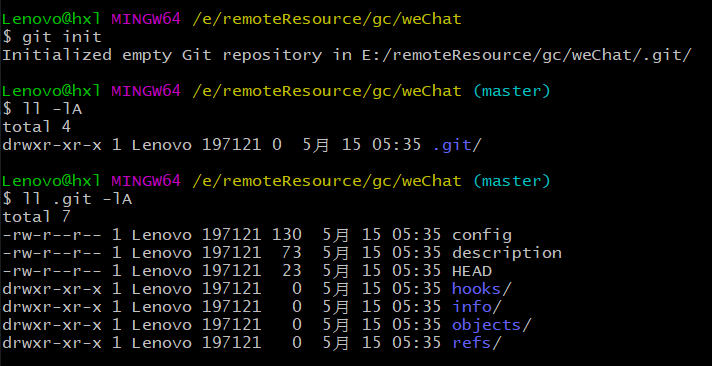 Lenovo@hxl MINGW64 /e/remoteResource/gc/weChat
$ git init
Initialized empty Git repository in E:/remoteResource/gc/weChat/.git/
Lenovo@hxl MINGW64 /e/remoteResource/gc/weChat (master)
$ ll -lA
total 4
drwxr-xr-x 1 Lenovo 197121 0  5月 15 05:35 .git/
Lenovo@hxl MINGW64 /e/remoteResource/gc/weChat (master)
$ ll .git -lA
total 7
-rw-r--r-- 1 Lenovo 197121 130  5月 15 05:35 config
-rw-r--r-- 1 Lenovo 197121  73  5月 15 05:35 description
-rw-r--r-- 1 Lenovo 197121  23  5月 15 05:35 HEAD
drwxr-xr-x 1 Lenovo 197121   0  5月 15 05:35 hooks/
drwxr-xr-x 1 Lenovo 197121   0  5月 15 05:35 info/
drwxr-xr-x 1 Lenovo 197121   0  5月 15 05:35 objects/
drwxr-xr-x 1 Lenovo 197121   0  5月 15 05:35 refs/